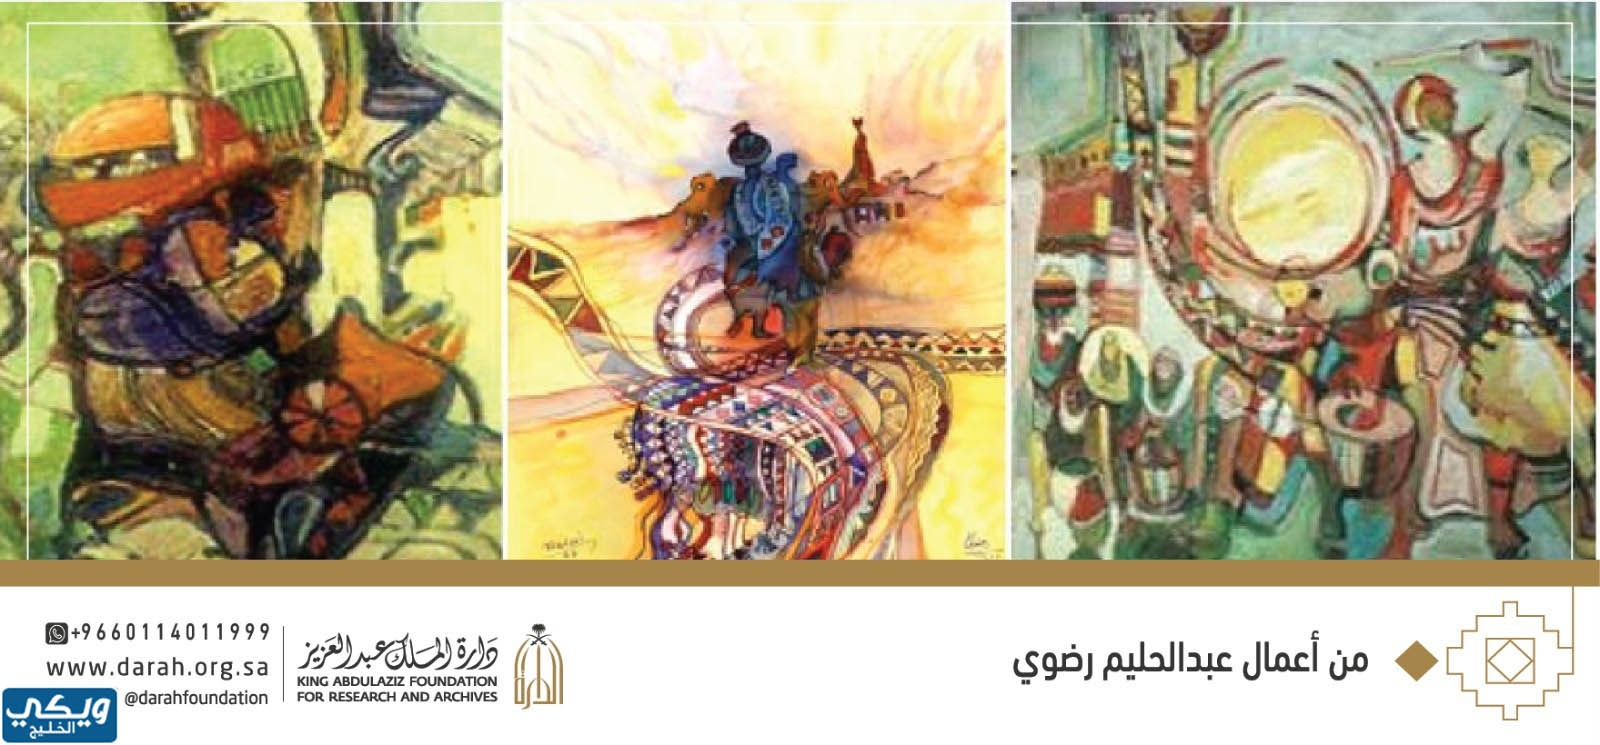 من أعمال عبدالحليم رضوي
الدارة
دارة الملك عبدالعزيز
KING ABDULAZIZ FOUNDATION
FOR RESEARCH AND ARCHIVES
+9660114011999
www.darah.org.sa
@darahfoundation
ويكي
الخليج